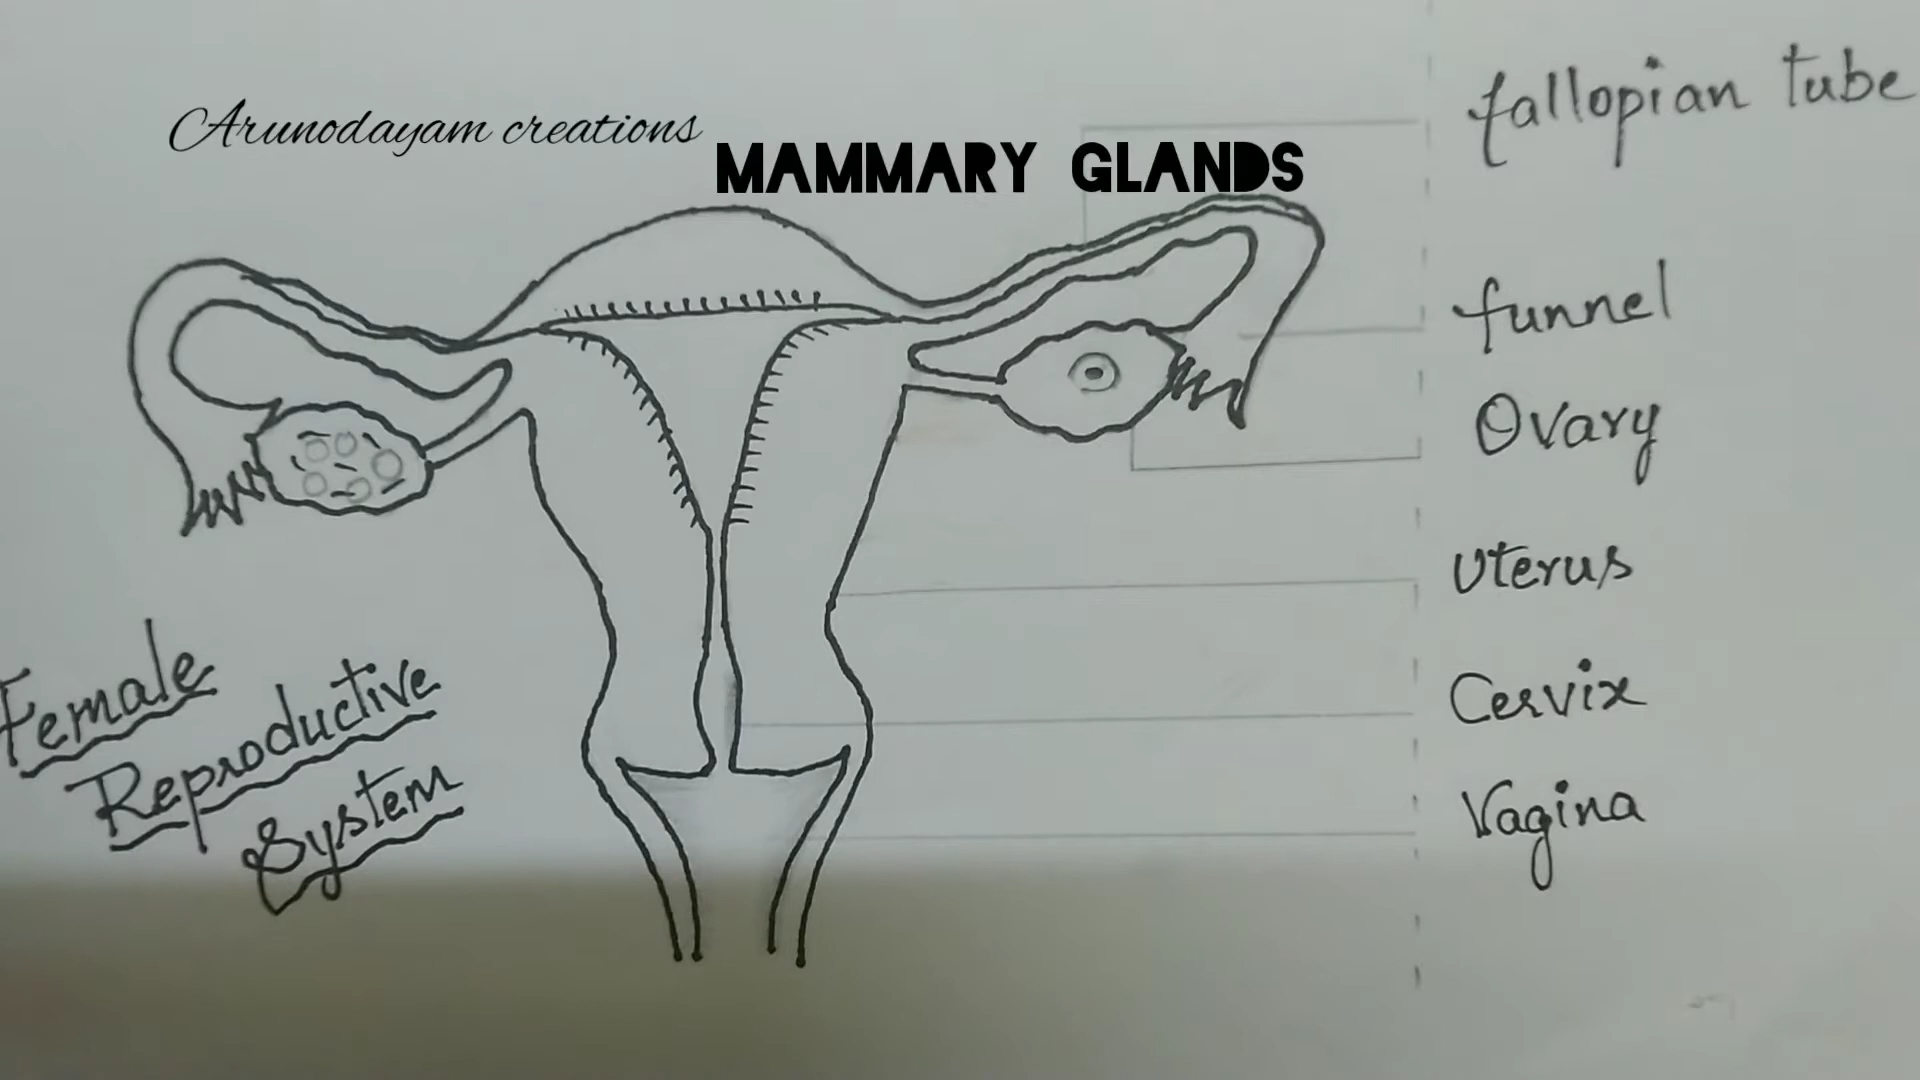 Arunodayam creations
MAMMARY GLANDS
fallopian tube
funnel
Ovary
Uterus
Cervix
Vagina
Female
Reproductive
System